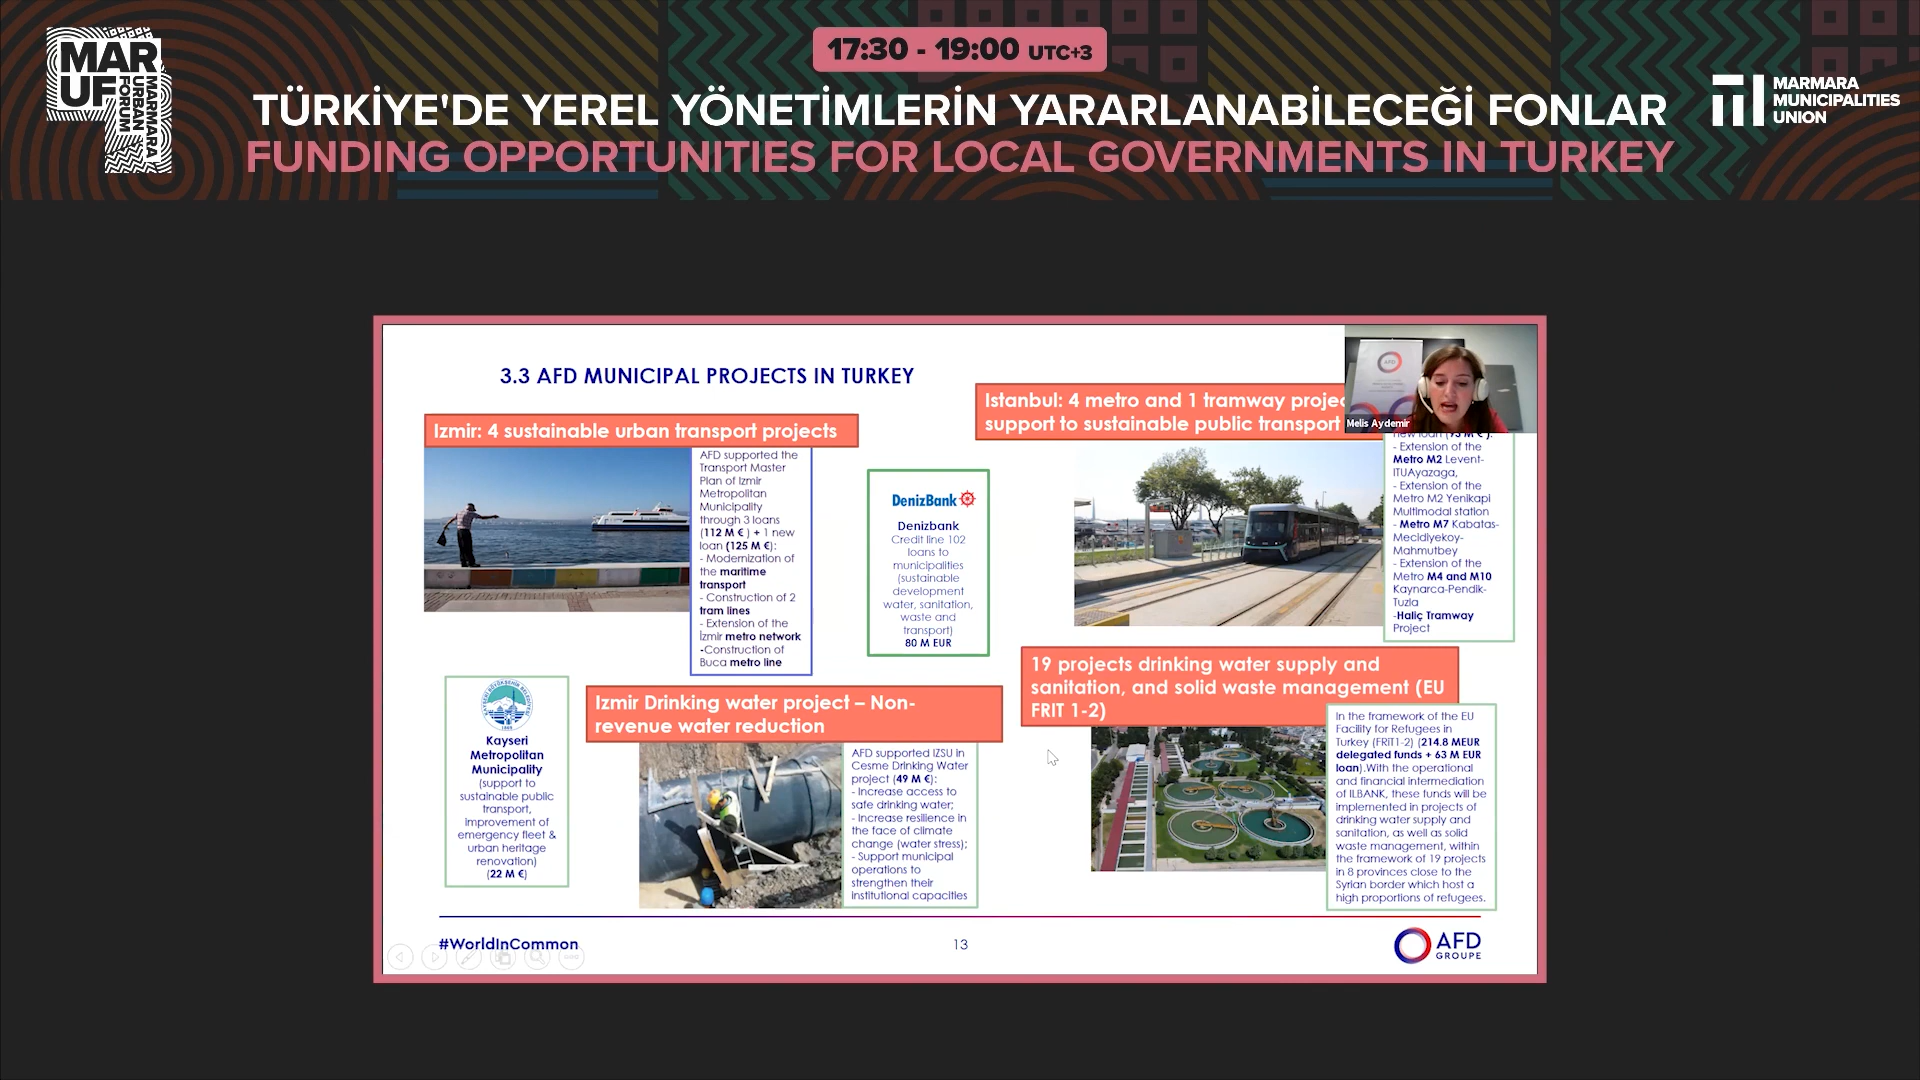 MAR
UF
MARMARA
URBAN
FORUM
17:30 - 19:00 UTC+3
TÜRKİYE'DE YEREL YÖNETİMLERİN YARARLANABİLECEĞİ FONLAR
FUNDING OPPORTUNITIES FOR LOCAL GOVERNMENTS IN TURKEY
MARMARA
MUNICIPALITIES
UNION
3.3 AFD MUNICIPAL PROJECTS IN TURKEY
Izmir: 4 sustainable urban transport projects
AFD supported the
Transport Master
Plan of Izmir
Metropolitan
Municipality
through 3 loans
(112 M € ) + 1 new
loan (125 M €):
- Modernization of
the maritime
transport
- Construction of 2
tram lines
- Extension of the
İzmir metro network
-Construction of
Buca metro line
DenizBank
Denizbank
Credit line 102
loans to
municipalities
(sustainable
development
water, sanitation,
waste and
transport)
80 M EUR
Istanbul: 4 metro and 1 tramway projec
support to sustainable public transport
AFD
Melis Aydemir
new loan (93 M € ):
- Extension of the
Metro M2 Levent-
ITUAyazaga,
- Extension of the
Metro M2 Yenikapi
Multimodal station
- Metro M7 Kabatas-
Mecidiyekoy-
Mahmutbey
- Extension of the
Metro M4 and M10
Kaynarca-Pendik-
Tuzla
-Haliç Tramway
Project
Kayseri
Metropolitan
Municipality
(support to
sustainable public
transport,
improvement of
emergency fleet &
urban heritage
renovation)
(22 M €)
Izmir Drinking water project – Non-
revenue water reduction
AFD supported IZSU in
Cesme Drinking Water
project (49 M €):
- Increase access to
safe drinking water;
- Increase resilience in
the face of climate
change (water stress);
- Support municipal
operations to
strengthen their
institutional capacities
19 projects drinking water supply and
sanitation, and solid waste management (EU
FRIT 1-2)
In the framework of the EU
Facility for Refugees in
Turkey (FRiT1-2) (214.8 MEUR
delegated funds + 63 M EUR
loan).With the operational
and financial intermediation
of ILBANK, these funds will be
implemented in projects of
drinking water supply and
sanitation, as well as solid
waste management, within
the framework of 19 projects
in 8 provinces close to the
Syrian border which host a
high proportions of refugees.
#WorldInCommon
13
AFD
GROUPE